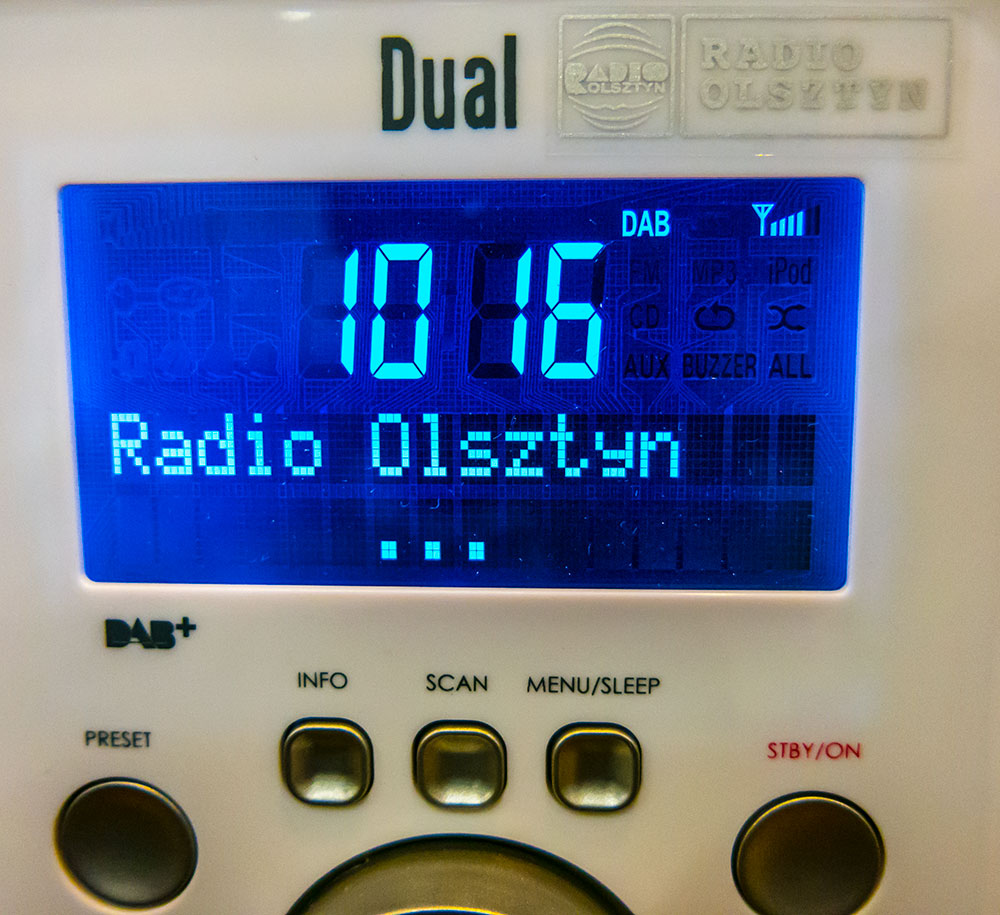 Dual
RADIO OLSZTYN
RADIO
OLSZTYN
DAB
10 16
FM MP3 iPod
CD
AUX BUZZER ALL
Radio Olsztyn
...
DAB+
INFO SCAN MENU/SLEEP
PRESET
STBY/ON